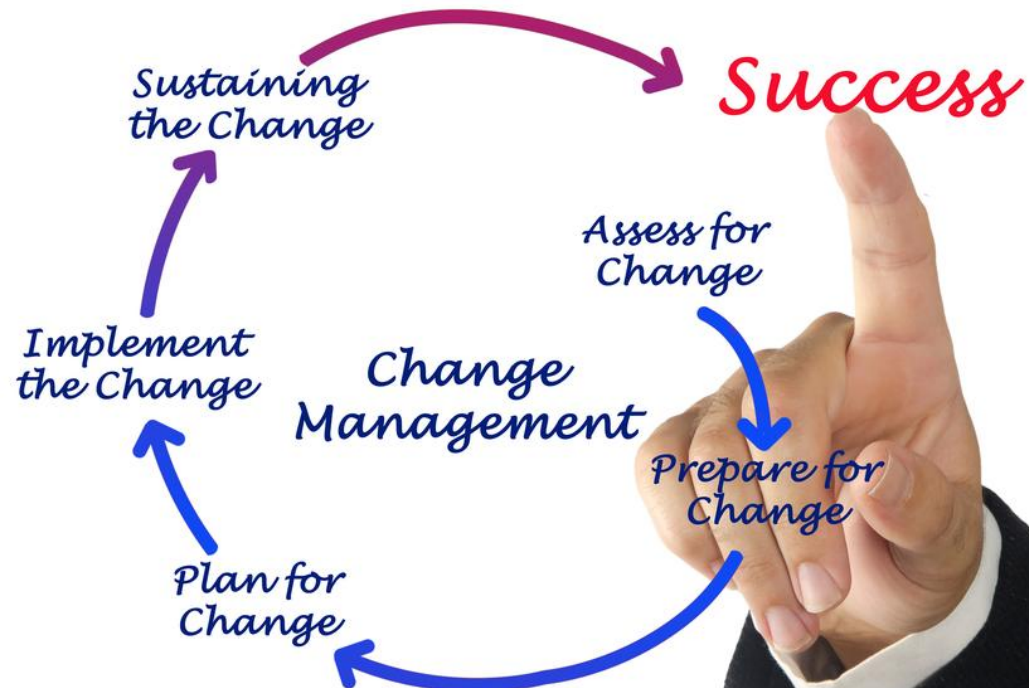 Sustaining
the Change
Success
Assess for
Change
Implement
the Change
Change
Management
Prepare for
Change
Plan for
Change